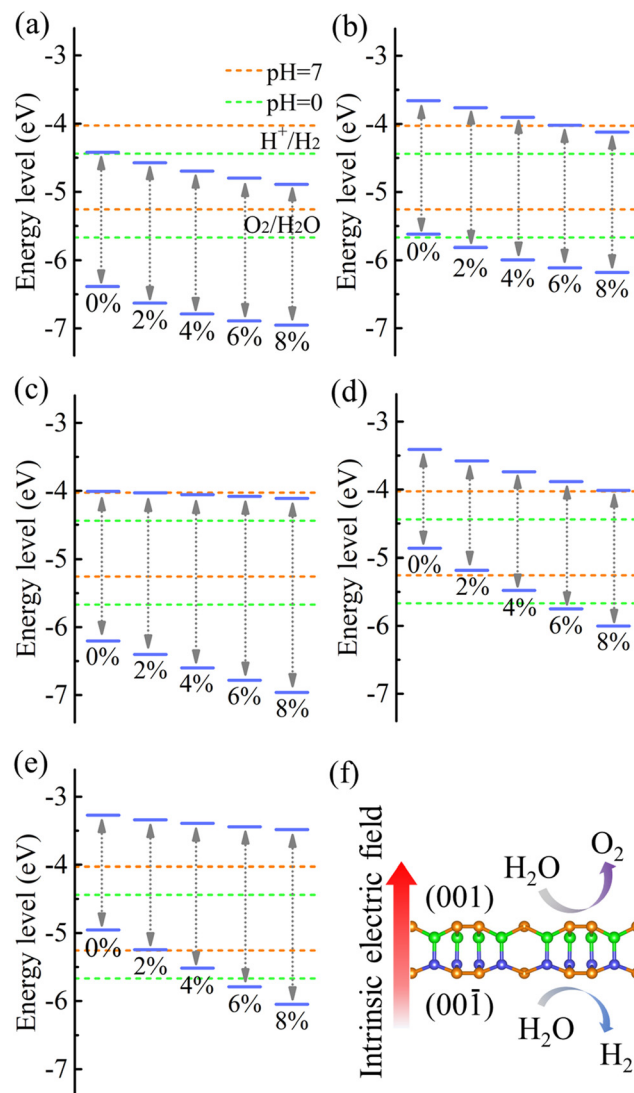 (a)
-3
-4
-5
-6
-7
Energy level (eV)
pH=7
pH=0
H⁺/H₂
O₂/H₂O
0%
2%
4%
6%
8%
(b)
-3
-4
-5
-6
-7
Energy level (eV)
0%
2%
4%
6%
8%
(c)
-3
-4
-5
-6
-7
Energy level (eV)
0%
2%
4%
6%
8%
(d)
-3
-4
-5
-6
-7
Energy level (eV)
0%
2%
4%
6%
8%
(e)
-3
-4
-5
-6
-7
Energy level (eV)
0%
2%
4%
6%
8%
(f)
Intrinsic electric field
(001)
(001̄)
H₂O
O₂
H₂O
H₂